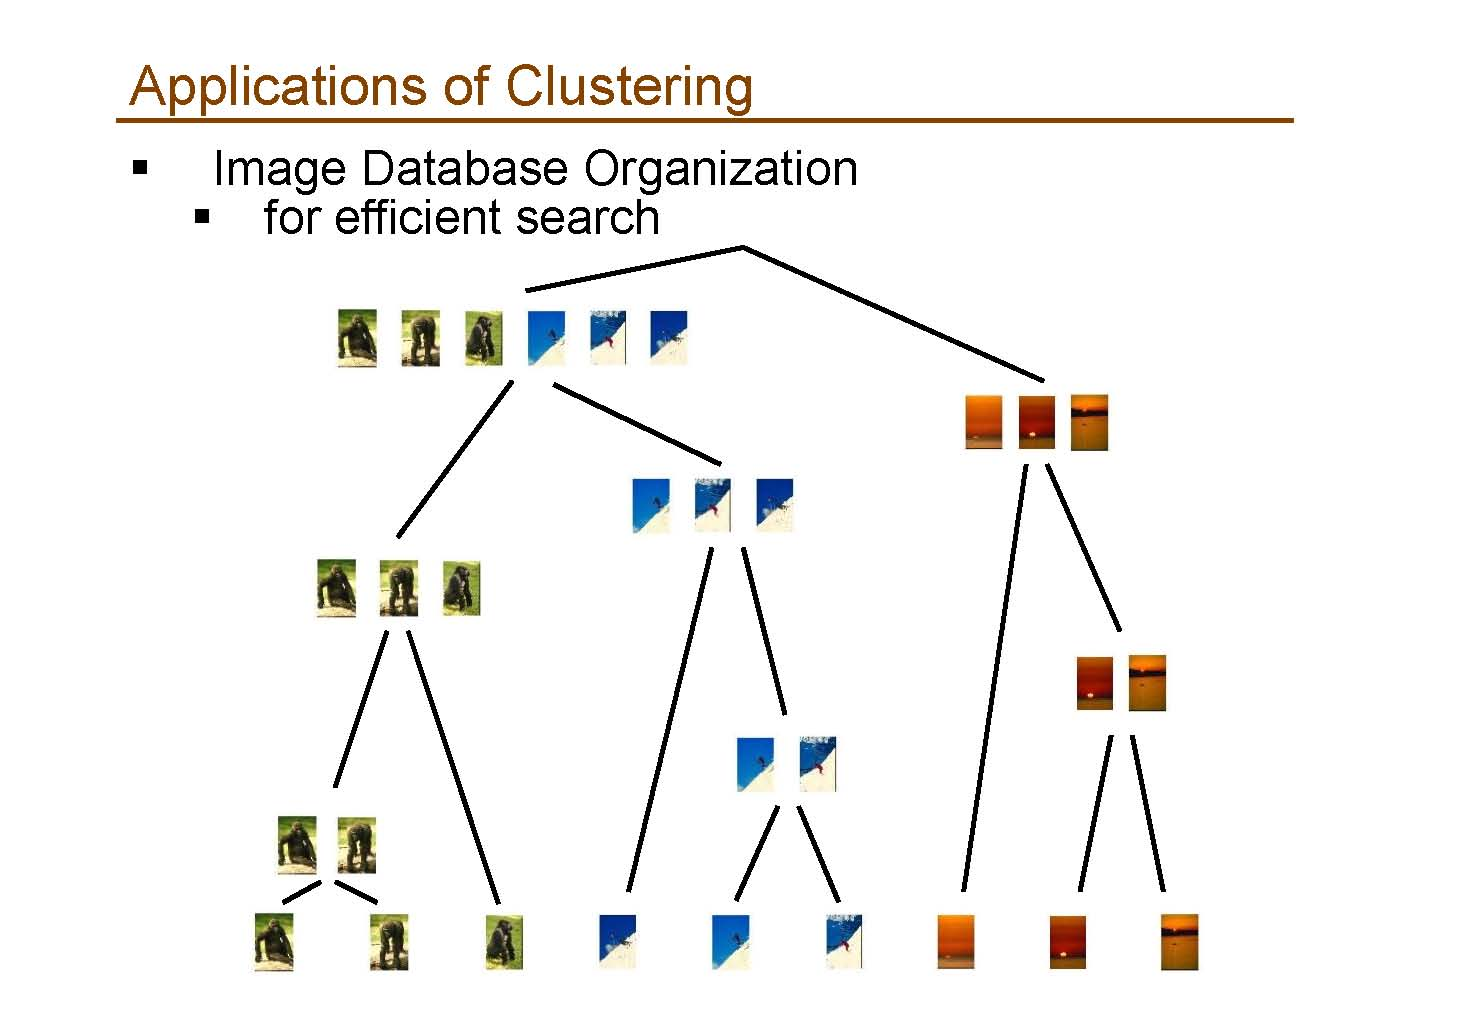 Applications of Clustering
▪ Image Database Organization
▪ for efficient search